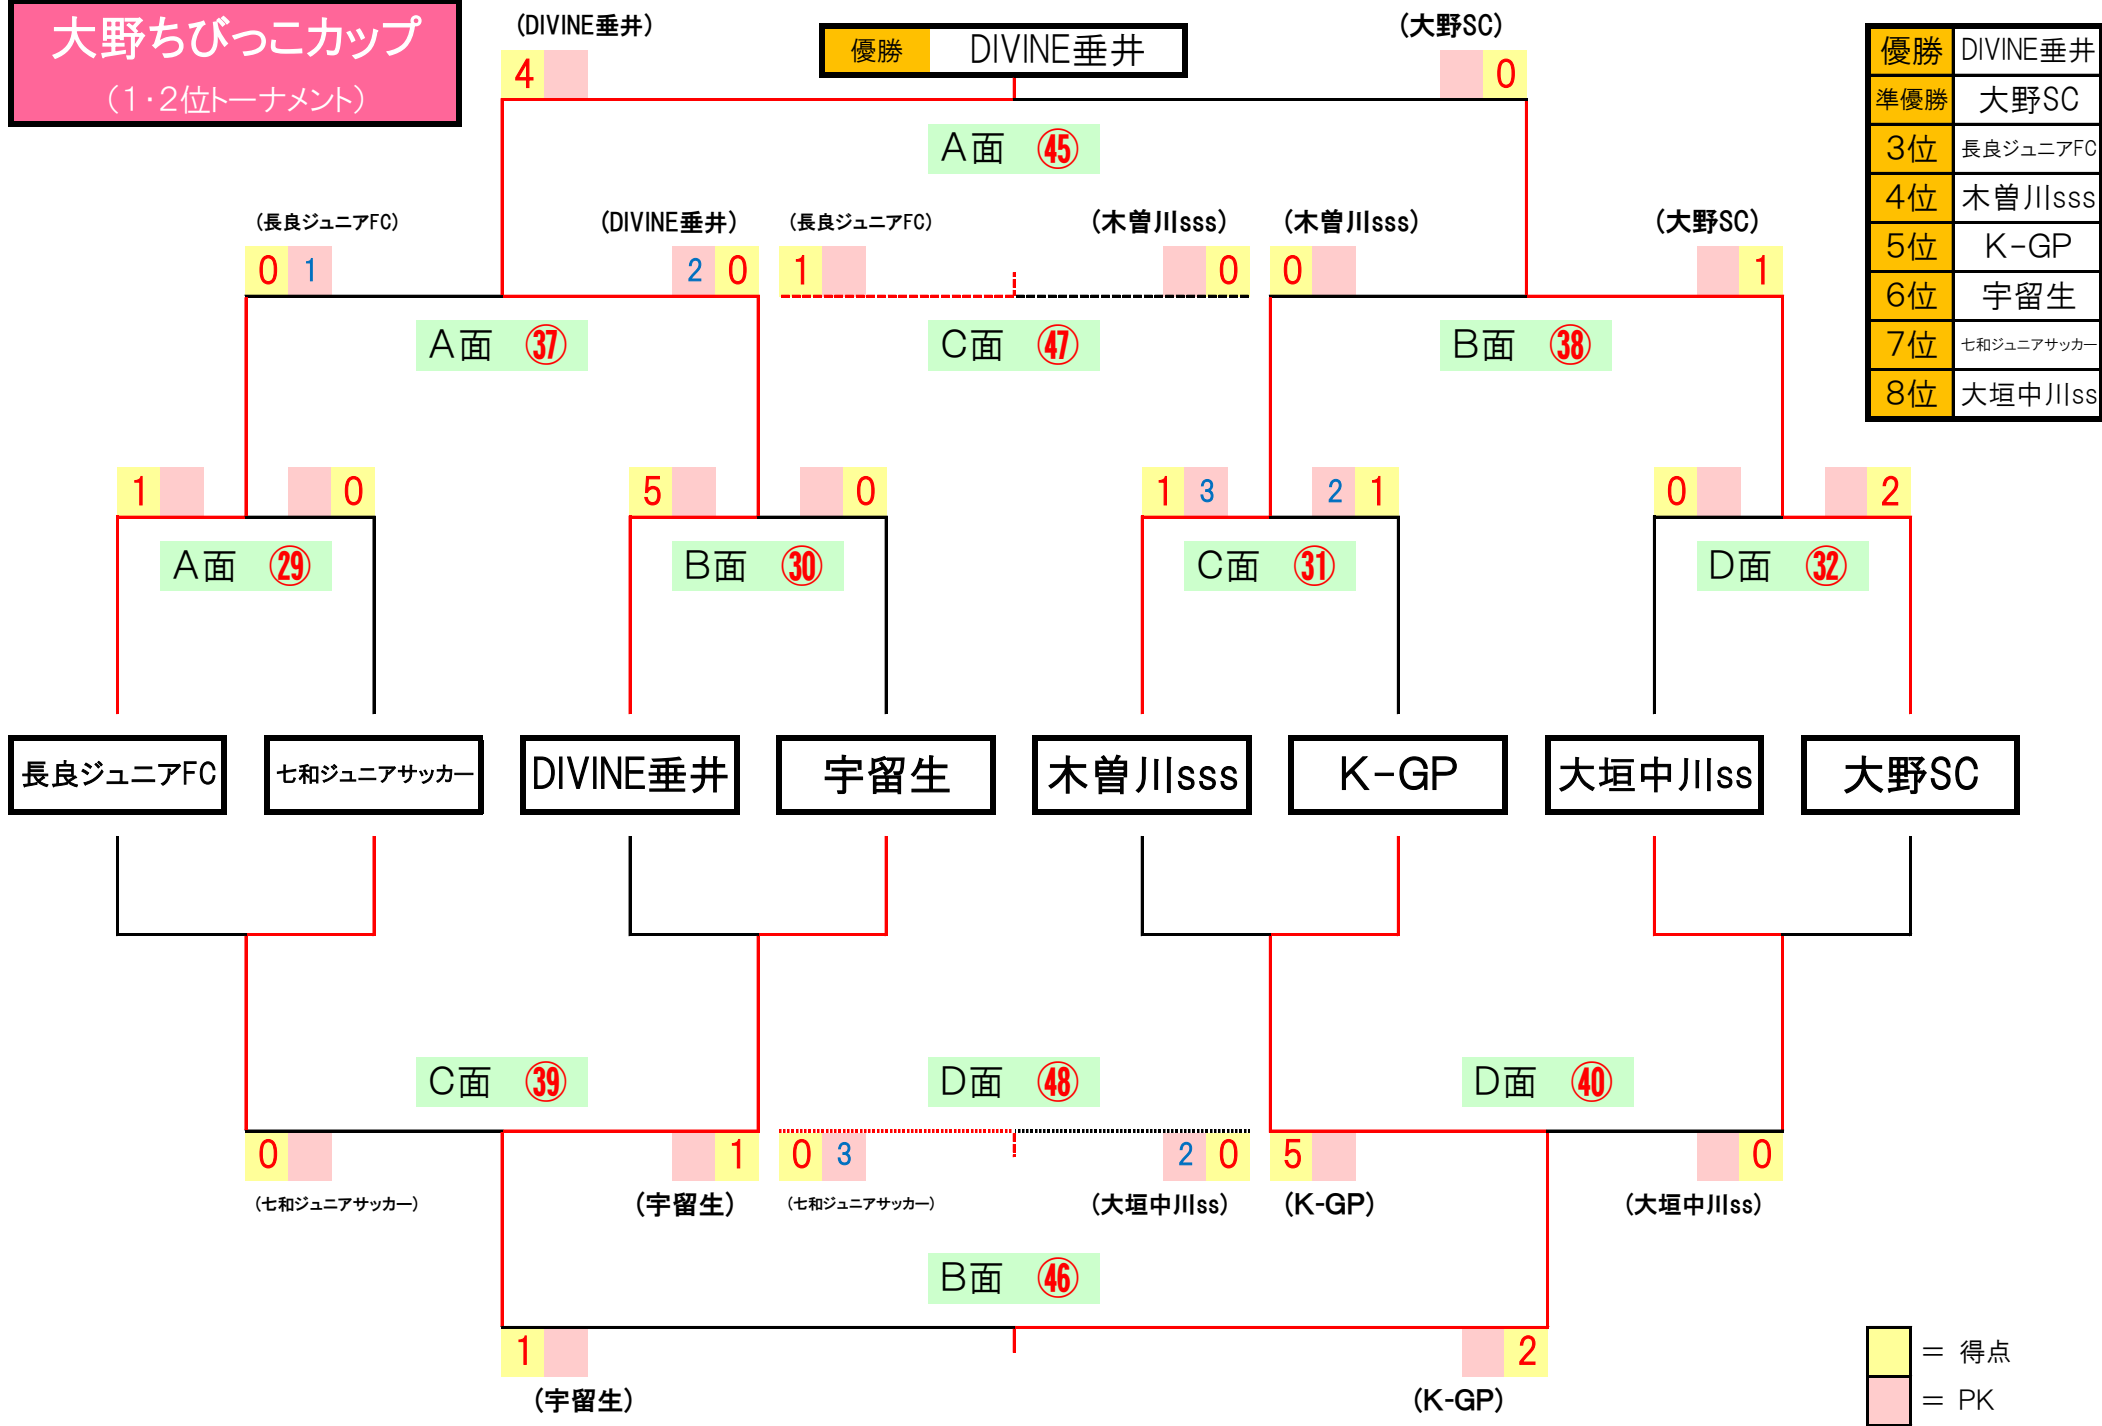 大野ちびっこカップ
（1・2位トーナメント）
(DIVINE垂井)
4
優勝 DIVINE垂井
(大野SC)
0
優勝 DIVINE垂井
準優勝 大野SC
3位 長良ジュニアFC
4位 木曽川sss
5位 K-GP
6位 宇留生
7位 七和ジュニアサッカー
8位 大垣中川ss
A面 ㊺
(長良ジュニアFC) (DIVINE垂井) (長良ジュニアFC) (木曽川sss) (木曽川sss) (大野SC)
0 1 2 0 1 0 0 1
A面 ㊲ C面 ㊼ B面 ㊳
1 0 5 0 1 3 2 1 0 2
A面 ㉙ B面 ㉚ C面 ㉛ D面 ㉜
長良ジュニアFC 七和ジュニアサッカー DIVINE垂井 宇留生 木曽川sss K-GP 大垣中川ss 大野SC
C面 ㊴ D面 ㊽ D面 ㊵
0 1 0 3 2 0 5 0
(七和ジュニアサッカー) (宇留生) (七和ジュニアサッカー) (大垣中川ss) (K-GP) (大垣中川ss)
B面 ㊻
1 2
(宇留生) (K-GP)
＝ 得点
＝ PK